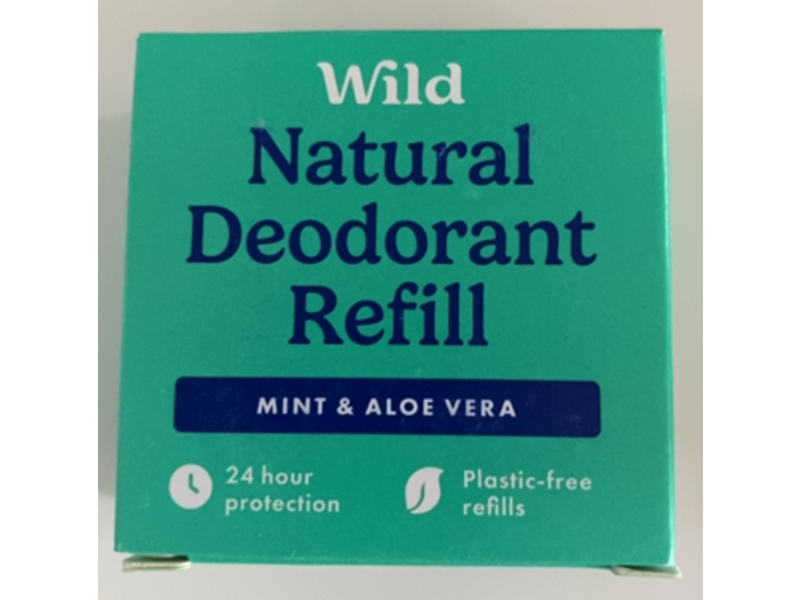 Wild
Natural
Deodorant
Refill
MINT & ALOE VERA
24 hour
protection
Plastic-free
refills